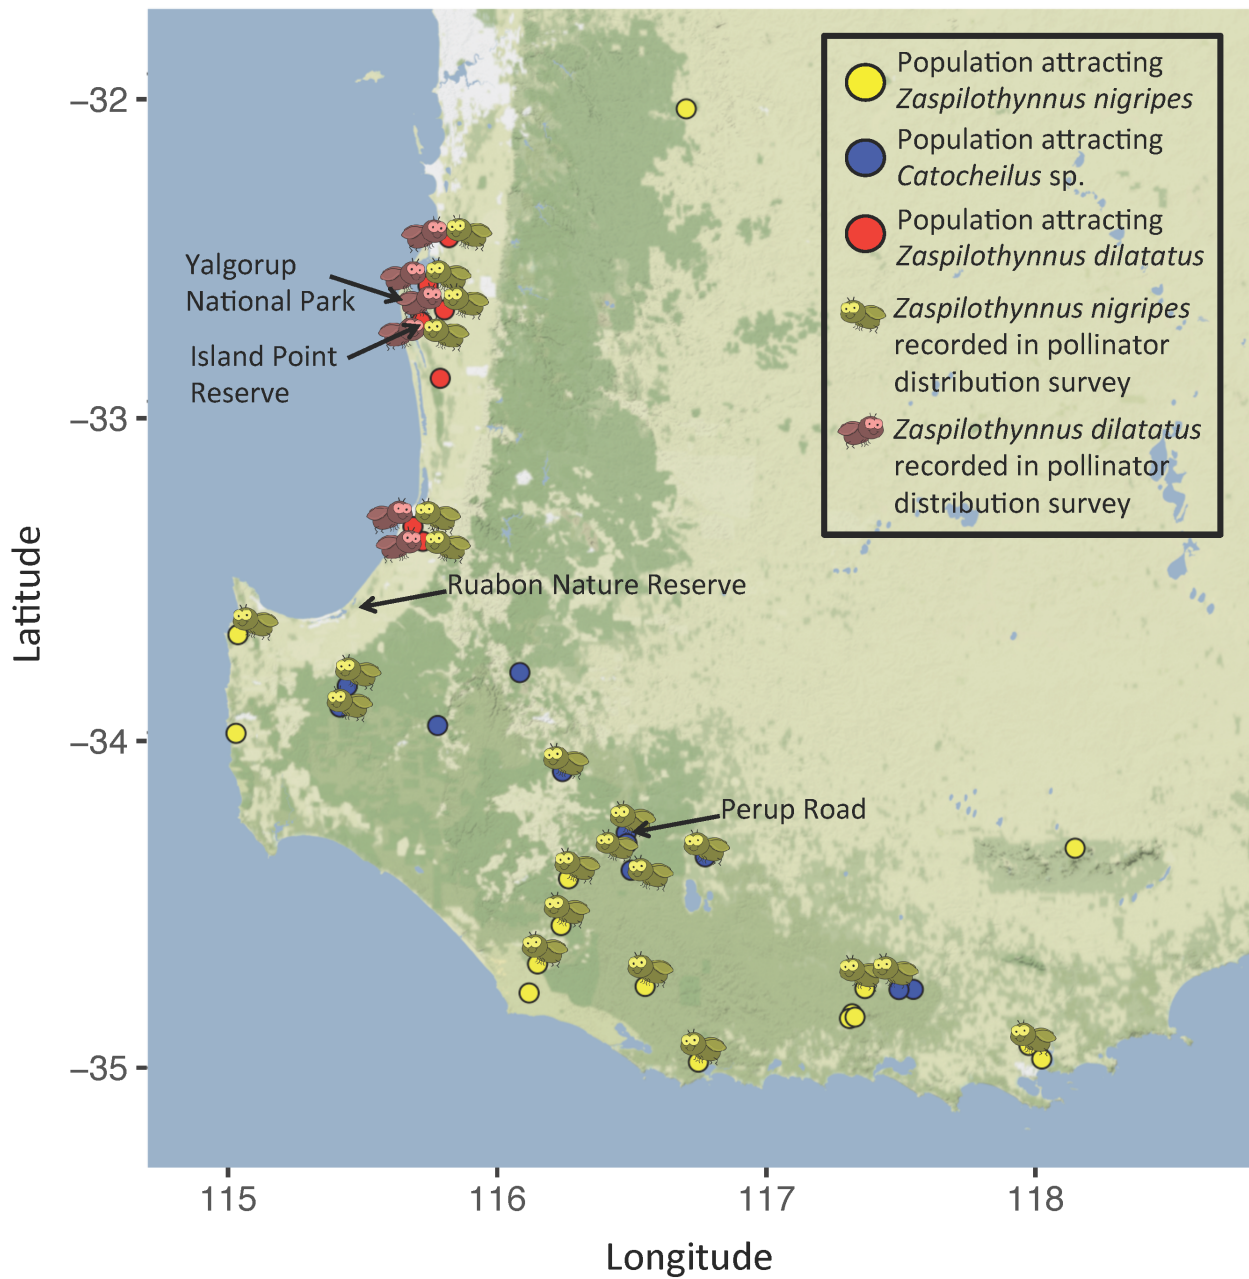 Population attracting
Zaspilothynnus nigripes
Population attracting
Catocheilus sp.
Population attracting
Zaspilothynnus dilatatus
Zaspilothynnus nigripes
recorded in pollinator
distribution survey
Zaspilothynnus dilatatus
recorded in pollinator
distribution survey
Yalgorup
National Park
Island Point
Reserve
Ruabon Nature Reserve
Perup Road
Latitude
−32
−33
−34
−35
115
116
117
118
Longitude